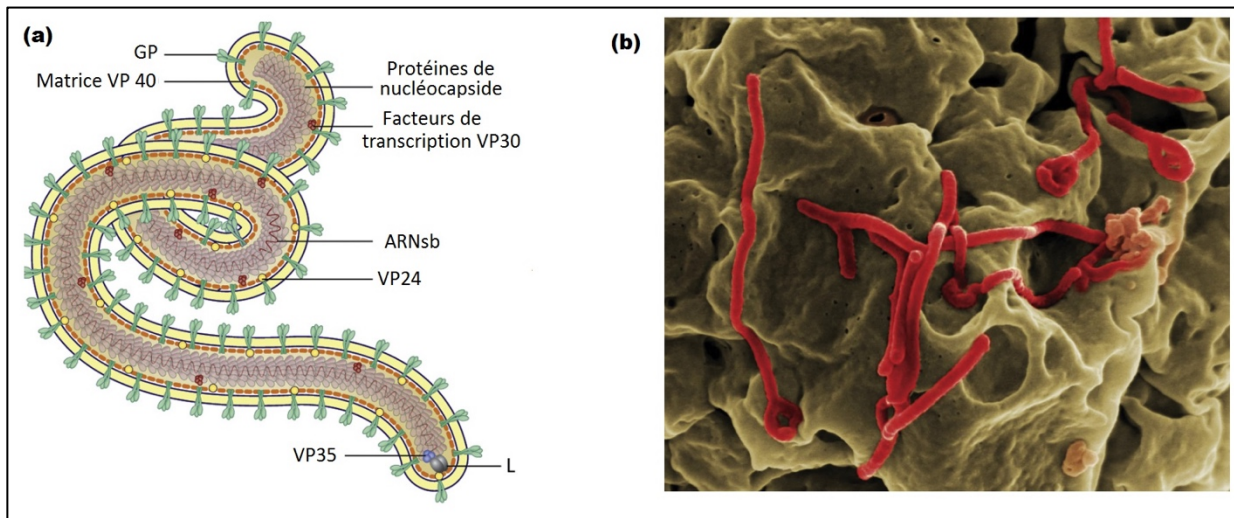 (a)
GP
Matrice VP 40
Protéines de
nucléocapside
Facteurs de
transcription VP30
ARNsb
VP24
VP35
L
(b)